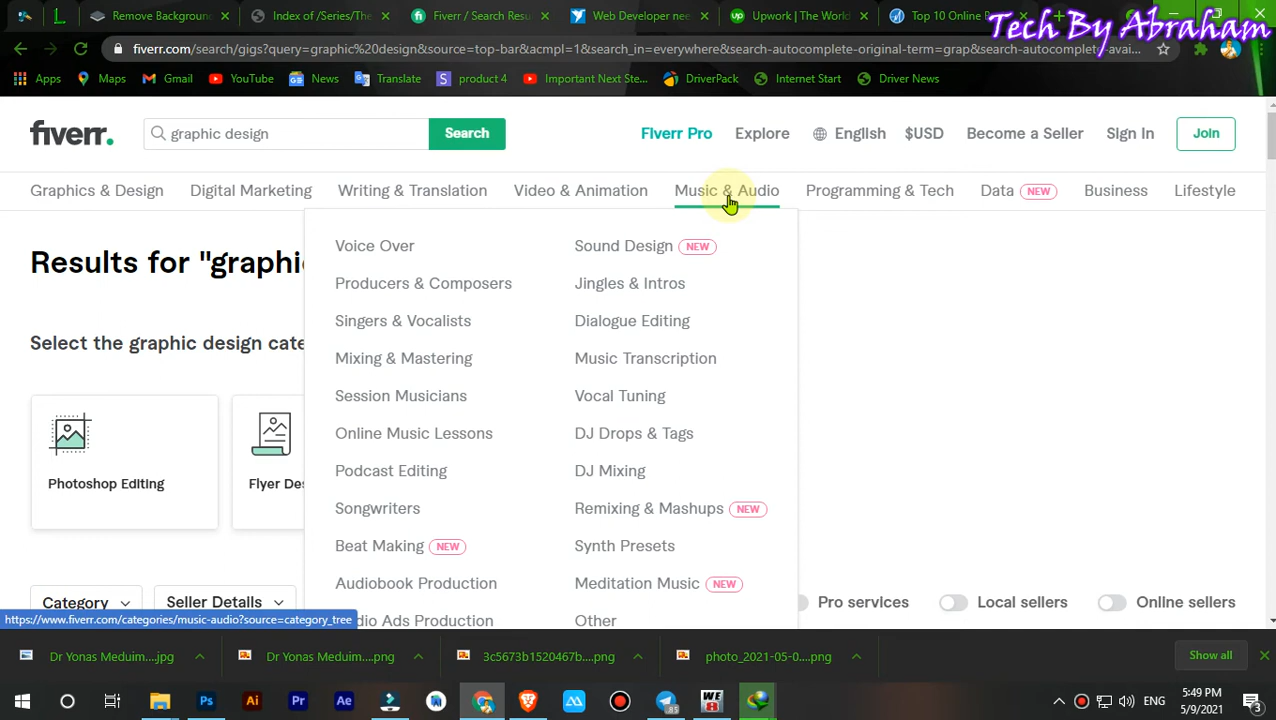 Remove Background
Index of /Series/The
Fiverr / Search Resu
Web Developer nee
Upwork | The World
Top 10 Online B
Tech By Abraham
fiverr.com/search/gigs?query=graphic%20design&source=top-bar&acmpl=1&search_in=everywhere&search-autocomplete-original-term=grap&search-autocomplete-avai...
Apps
Maps
Gmail
YouTube
News
Translate
product 4
Important Next Ste...
DriverPack
Internet Start
Driver News
fiverr.
graphic design
Search
Fiverr Pro
Explore
English
$USD
Become a Seller
Sign In
Join
Graphics & Design
Digital Marketing
Writing & Translation
Video & Animation
Music & Audio
Programming & Tech
Data NEW
Business
Lifestyle
Results for "graphi
Select the graphic design cate
Photoshop Editing
Flyer Des
Voice Over
Producers & Composers
Singers & Vocalists
Mixing & Mastering
Session Musicians
Online Music Lessons
Podcast Editing
Songwriters
Beat Making NEW
Audiobook Production
dio Ads Production
Sound Design NEW
Jingles & Intros
Dialogue Editing
Music Transcription
Vocal Tuning
DJ Drops & Tags
DJ Mixing
Remixing & Mashups NEW
Synth Presets
Meditation Music NEW
Other
Category
Seller Details
Pro services
Local sellers
Online sellers
https://www.fiverr.com/categories/music-audio?source=category_tree
Dr Yonas Meduim....jpg
Dr Yonas Meduim....png
3c5673b1520467b....png
photo_2021-05-0....png
Show all
Ps
Ai
Pr
Ae
WE
85
ENG
5:49 PM
5/9/2021
3